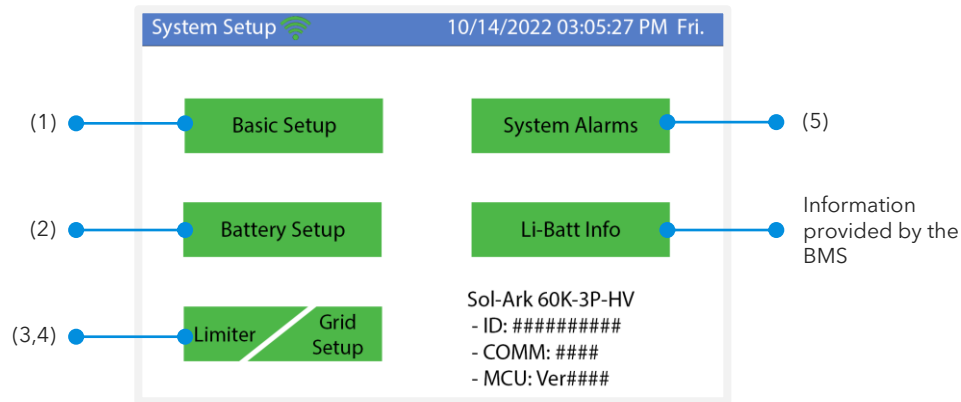 System Setup 10/14/2022 03:05:27 PM Fri.
(1) Basic Setup System Alarms (5)
(2) Battery Setup Li-Batt Info
Information
provided by the
BMS
(3,4) Limiter
Grid
Setup
Sol-Ark 60K-3P-HV
- ID: ##########
- COMM: ####
- MCU: Ver####